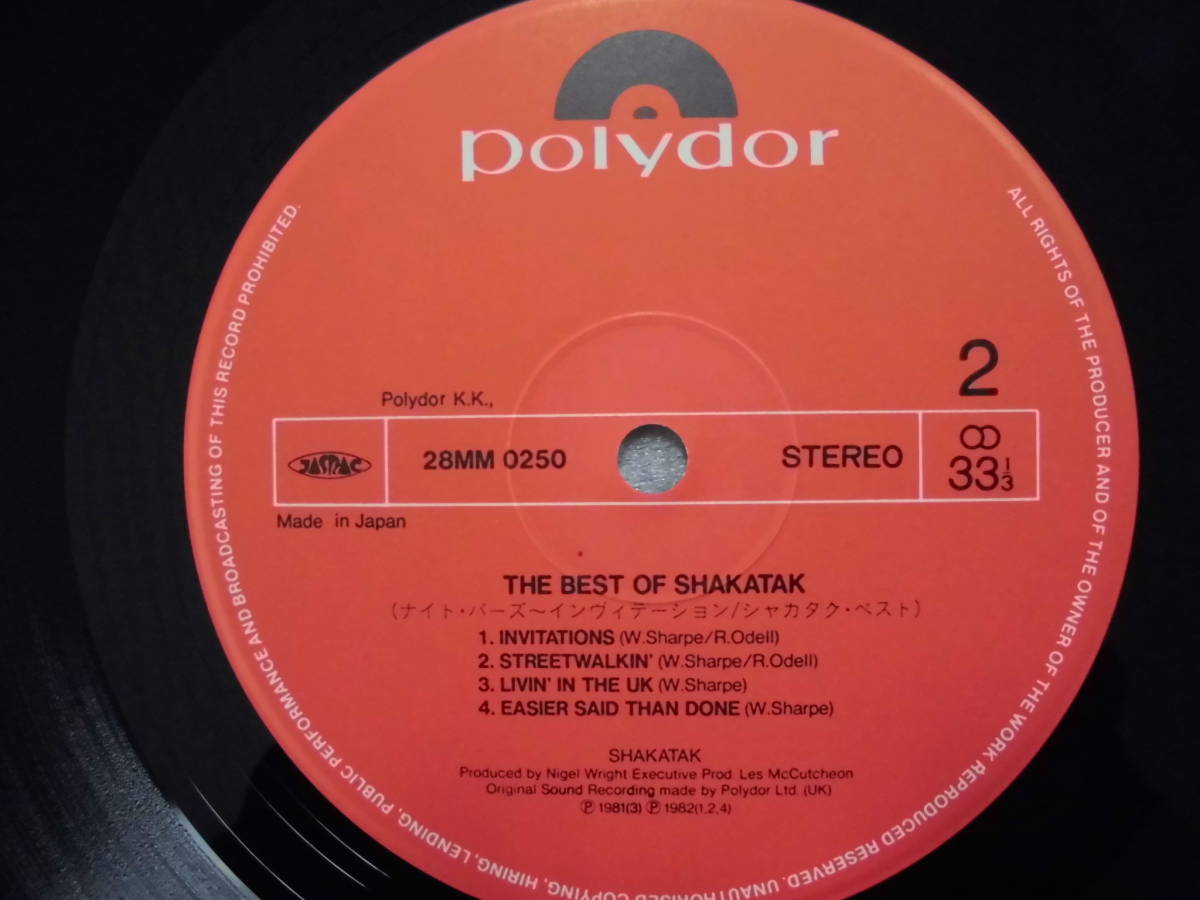 polydor
2
Polydor K.K.,
JASRAC
28MM 0250
STEREO
33 1/3
Made in Japan
THE BEST OF SHAKATAK
(ナイト・バーズ～インヴィテーション/シャカタク・ベスト)
1. INVITATIONS (W.Sharpe/R.Odell)
2. STREETWALKIN' (W.Sharpe/R.Odell)
3. LIVIN' IN THE UK (W.Sharpe)
4. EASIER SAID THAN DONE (W.Sharpe)
SHAKATAK
Produced by Nigel Wright Executive Prod. Les McCutcheon
Original Sound Recording made by Polydor Ltd. (UK)
Ⓟ 1981(3) Ⓟ 1982(1.2.4)
ALL RIGHTS OF THE PRODUCER AND OF THE OWNER OF THE WORK REPRODUCED RESERVED. UNAUTHORISED COPYING, HIRING, LENDING, PUBLIC PERFORMANCE AND BROADCASTING OF THIS RECORD PROHIBITED.